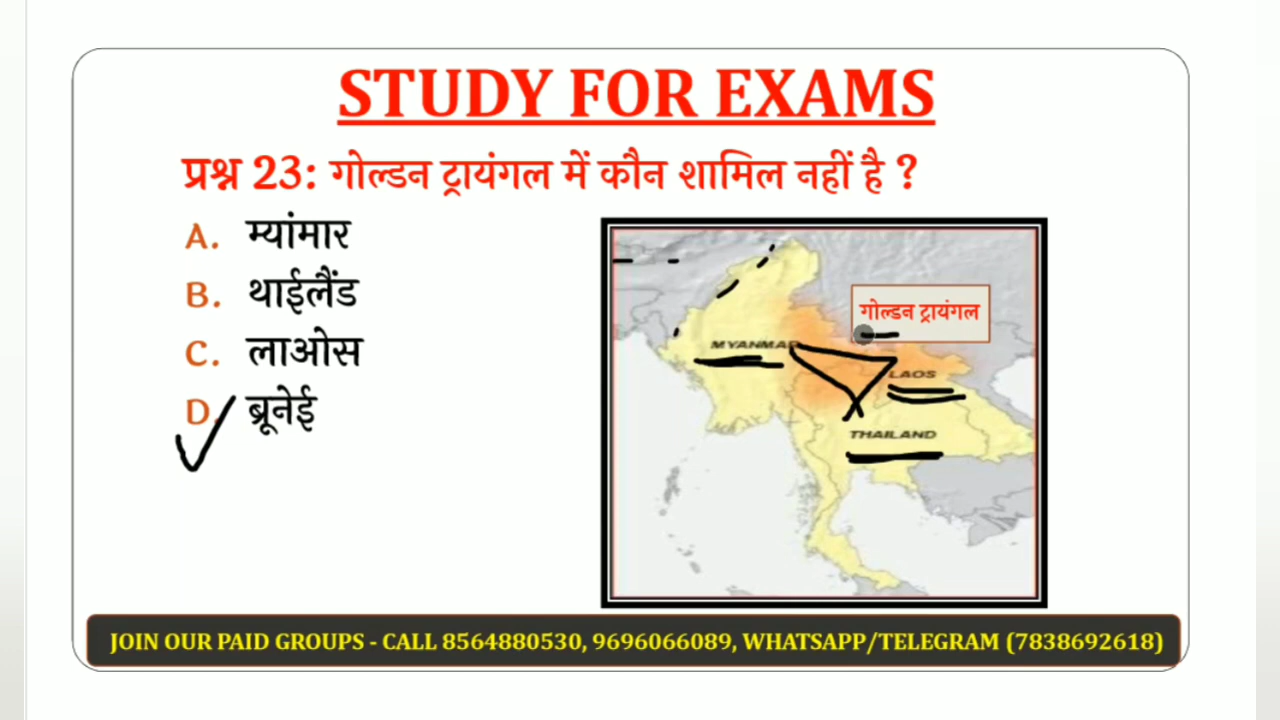 STUDY FOR EXAMS
प्रश्न 23: गोल्डन ट्रायंगल में कौन शामिल नहीं है ?
A. म्यांमार
B. थाईलैंड
C. लाओस
D. ब्रूनेई
गोल्डन ट्रायंगल
MYANMAR
LAOS
THAILAND
JOIN OUR PAID GROUPS - CALL 8564880530, 9696066089, WHATSAPP/TELEGRAM (7838692618)